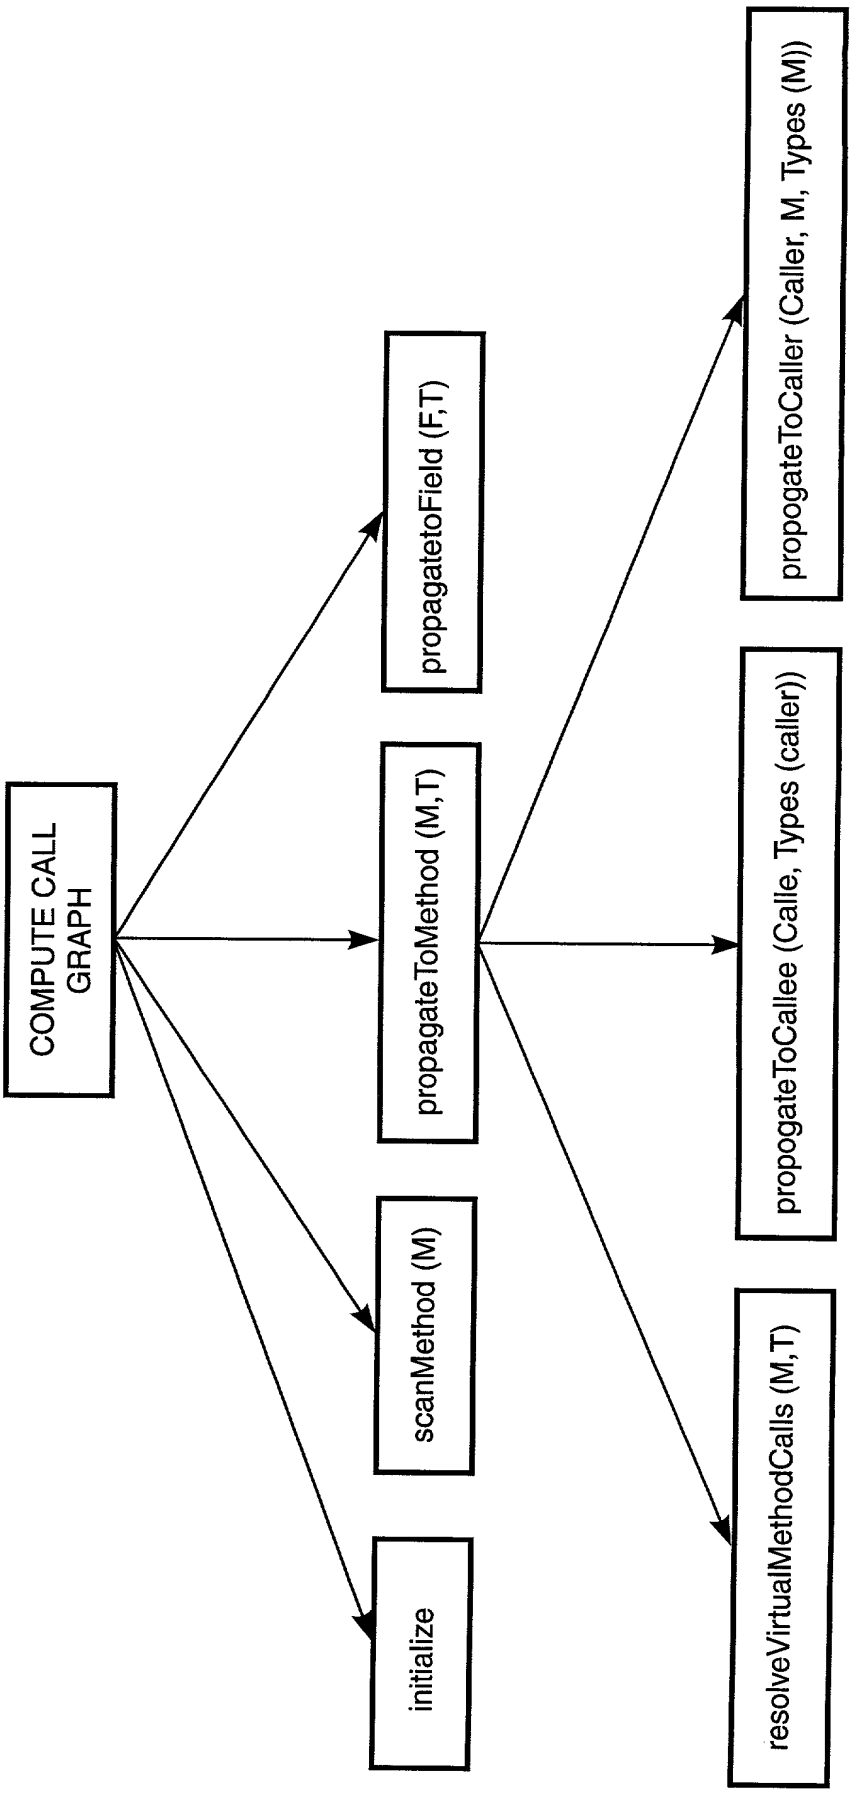 COMPUTE CALL
GRAPH
initialize
scanMethod (M)
propagateToMethod (M,T)
propagatetoField (F,T)
resolveVirtualMethodCalls (M,T)
propogateToCallee (Calle, Types (caller))
propogateToCaller (Caller, M, Types (M))